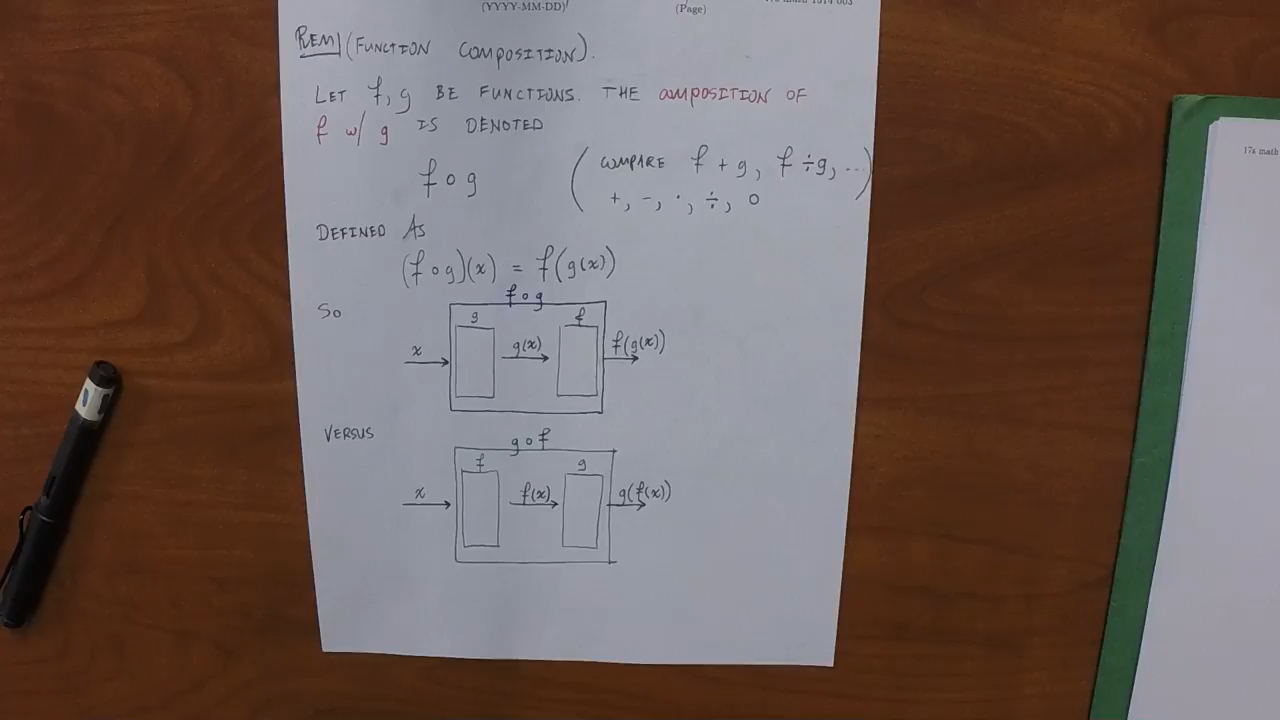 (YYYY-MM-DD)
(Page)
REM (FUNCTION COMPOSITION).
LET f, g BE FUNCTIONS. THE COMPOSITION OF
f w/ g IS DENOTED
f ∘ g
(COMPARE f + g, f ÷ g, ...)
+, -, ·, ÷, ∘
DEFINED AS
(f ∘ g)(x) = f(g(x))
SO
f ∘ g
g f
x g(x) f(g(x))
VERSUS
g ∘ f
f g
x f(x) g(f(x))
17s math